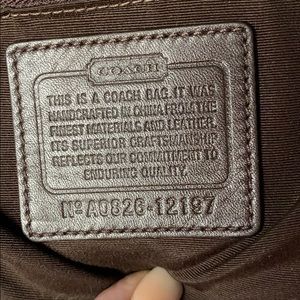 COACH
THIS IS A COACH BAG. IT WAS
HANDCRAFTED IN CHINA FROM THE
FINEST MATERIALS AND LEATHER.
ITS SUPERIOR CRAFTSMANSHIP
REFLECTS OUR COMMITMENT TO
ENDURING QUALITY.
Nº A0826-12197